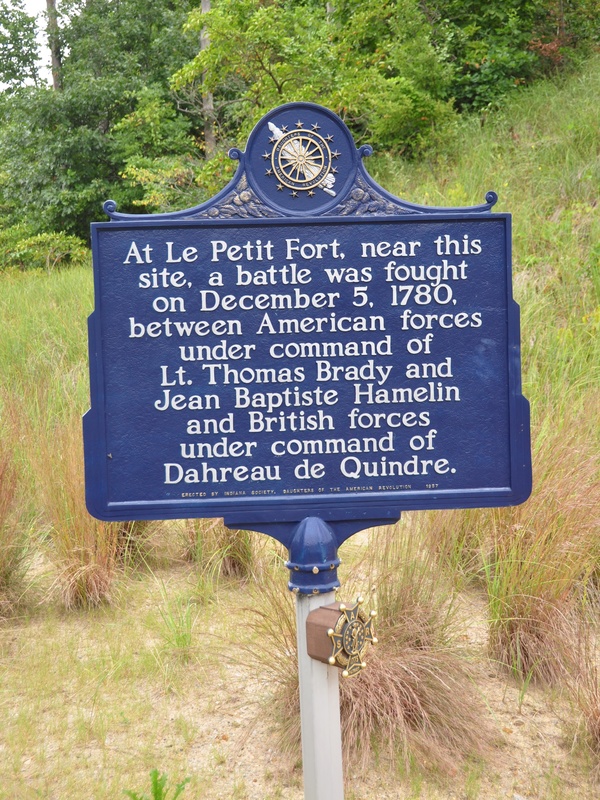 At Le Petit Fort, near this
site, a battle was fought
on December 5, 1780,
between American forces
under command of
Lt. Thomas Brady and
Jean Baptiste Hamelin
and British forces
under command of
Dahreau de Quindre.
ERECTED BY INDIANA SOCIETY, DAUGHTERS OF THE AMERICAN REVOLUTION